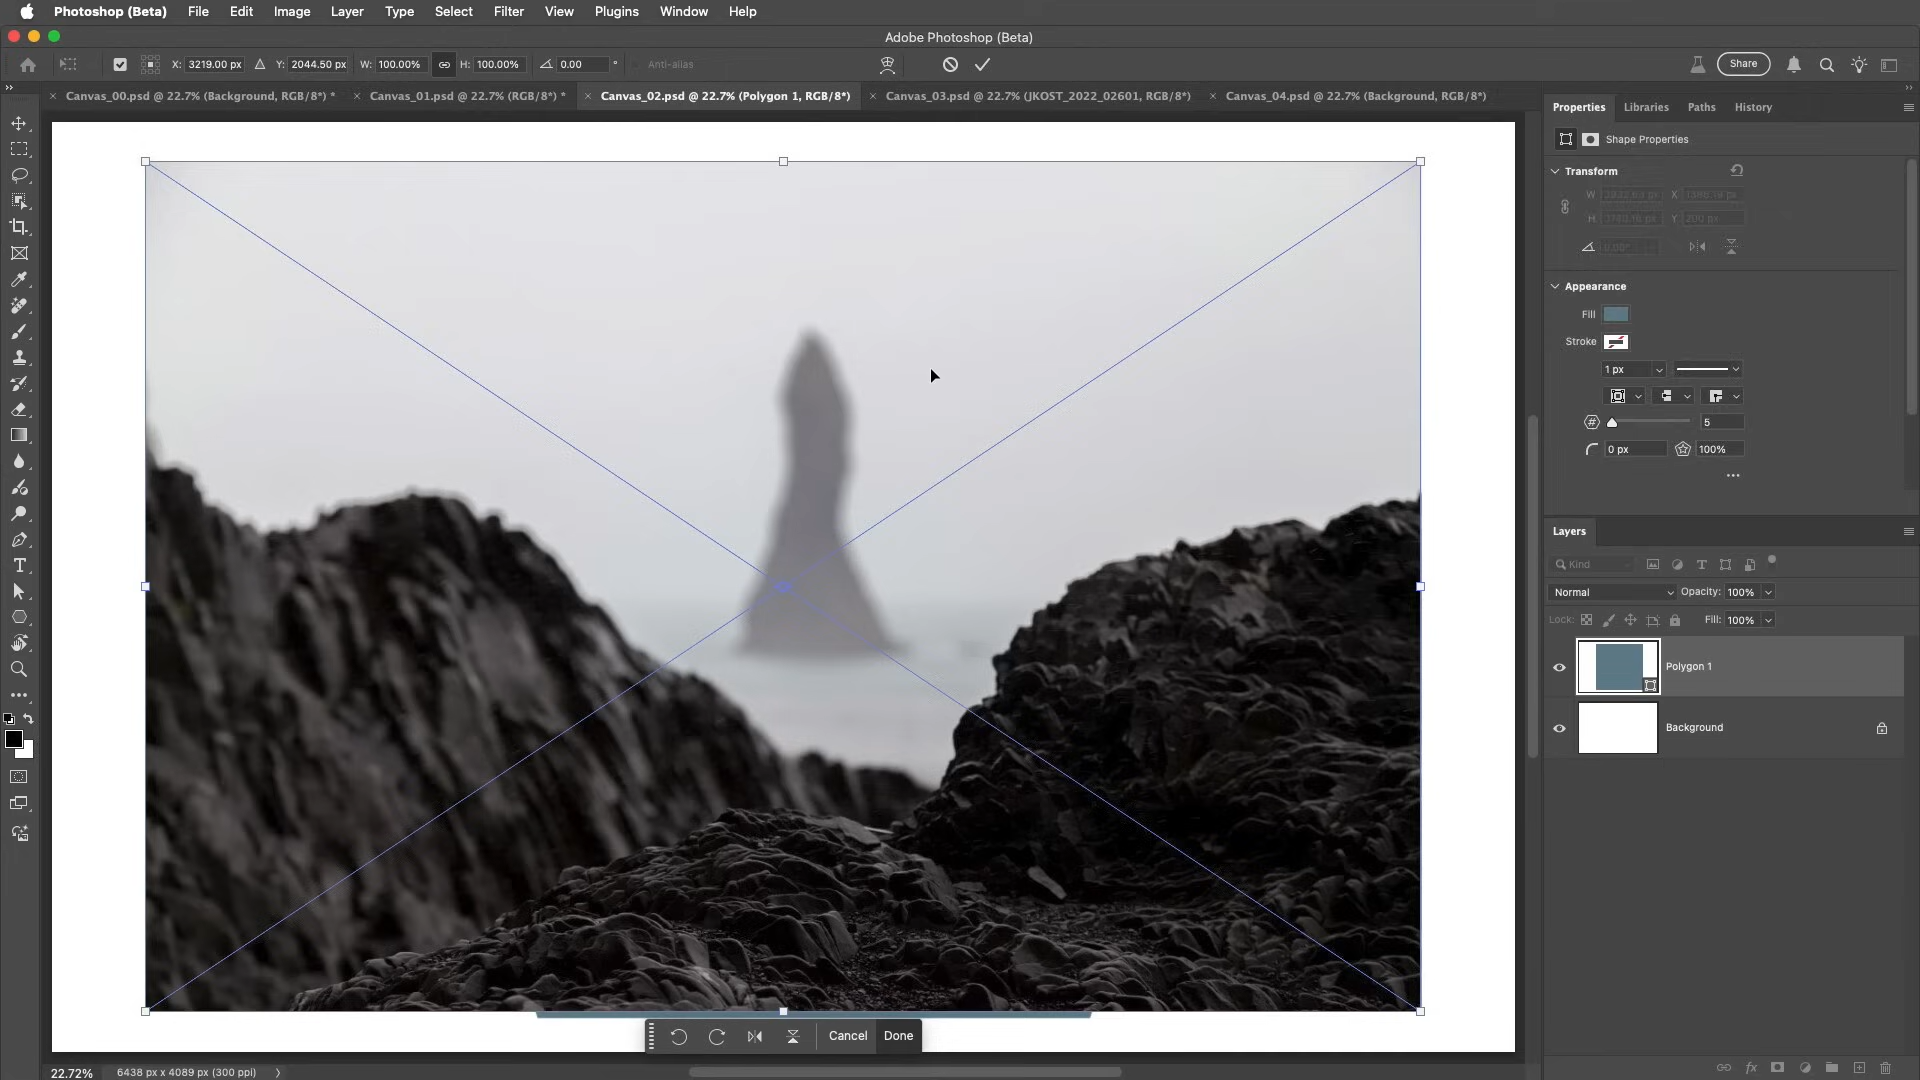 Photoshop (Beta) File Edit Image Layer Type Select Filter View Plugins Window Help
Adobe Photoshop (Beta)
X: 3219.00 px Y: 2044.50 px W: 100.00% H: 100.00% 0.00 ° Anti-alias Share
Canvas_00.psd @ 22.7% (Background, RGB/8*) * Canvas_01.psd @ 22.7% (RGB/8*) * Canvas_02.psd @ 22.7% (Polygon 1, RGB/8*) Canvas_03.psd @ 22.7% (JKOST_2022_02601, RGB/8*) Canvas_04.psd @ 22.7% (Background, RGB/8*)
Properties Libraries Paths History
Shape Properties
Transform
W X
H Y 200 px
0.00°
Appearance
Fill
Stroke
1 px
5
0 px 100%
Layers
Kind
Normal Opacity: 100%
Lock: Fill: 100%
Polygon 1
Background
Cancel Done
22.72% 6438 px x 4089 px (300 ppi)